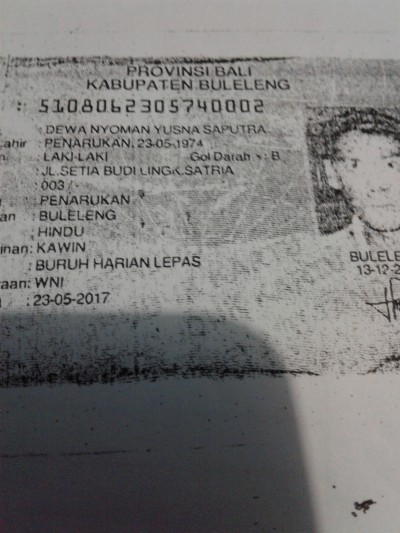 PROVINSI BALI
KABUPATEN BULELENG
: 5108062305740002
: DEWA NYOMAN YUSNA SAPUTRA
ahir : PENARUKAN, 23-05-1974
: LAKI-LAKI Gol Darah : B
: JL.SETIA BUDI LINGK.SATRIA
: 003 /
: PENARUKAN
an : BULELENG
: HINDU
inan: KAWIN
: BURUH HARIAN LEPAS
raan: WNI
: 23-05-2017
BULELE
13-12-2